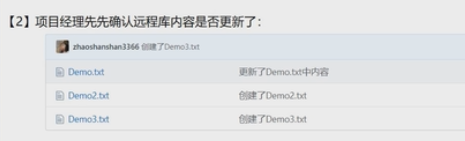 【2】项目经理先先确认远程库内容是否更新了：
zhaoshanshan3366 创建了Demo3.txt
Demo.txt 更新了Demo.txt中内容
Demo2.txt 创建了Demo2.txt
Demo3.txt 创建了Demo3.txt